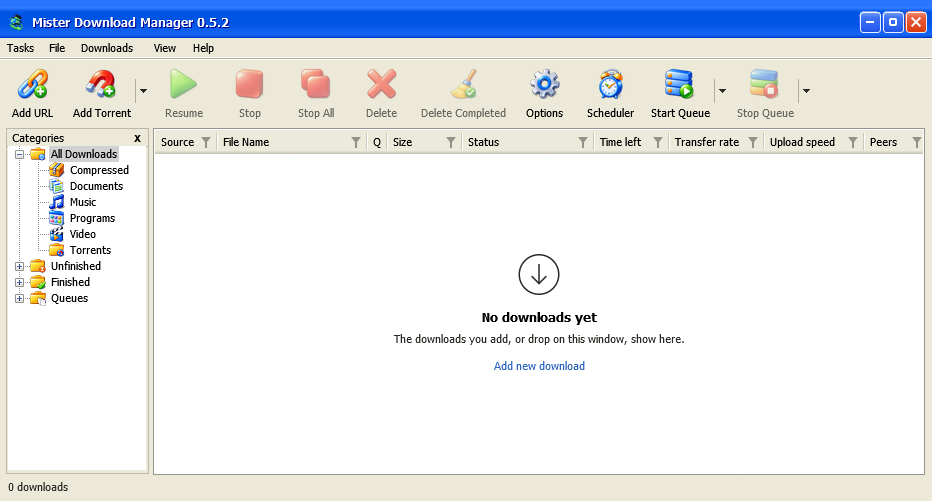 Mister Download Manager 0.5.2
Tasks File Downloads View Help
Add URL Add Torrent Resume Stop Stop All Delete Delete Completed Options Scheduler Start Queue Stop Queue
Categories x
Source File Name Q Size Status Time left Transfer rate Upload speed Peers
All Downloads
Compressed
Documents
Music
Programs
Video
Torrents
Unfinished
Finished
Queues
No downloads yet
The downloads you add, or drop on this window, show here.
Add new download
0 downloads